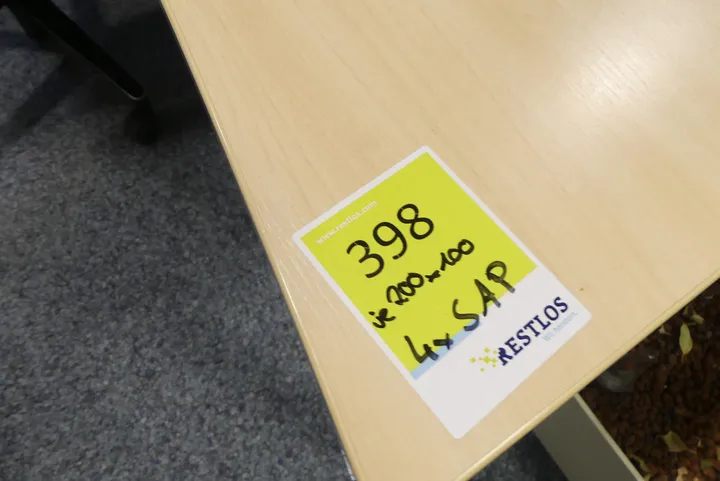 www.restlos.com
398
je 200x100
4x SAP
RESTLOS